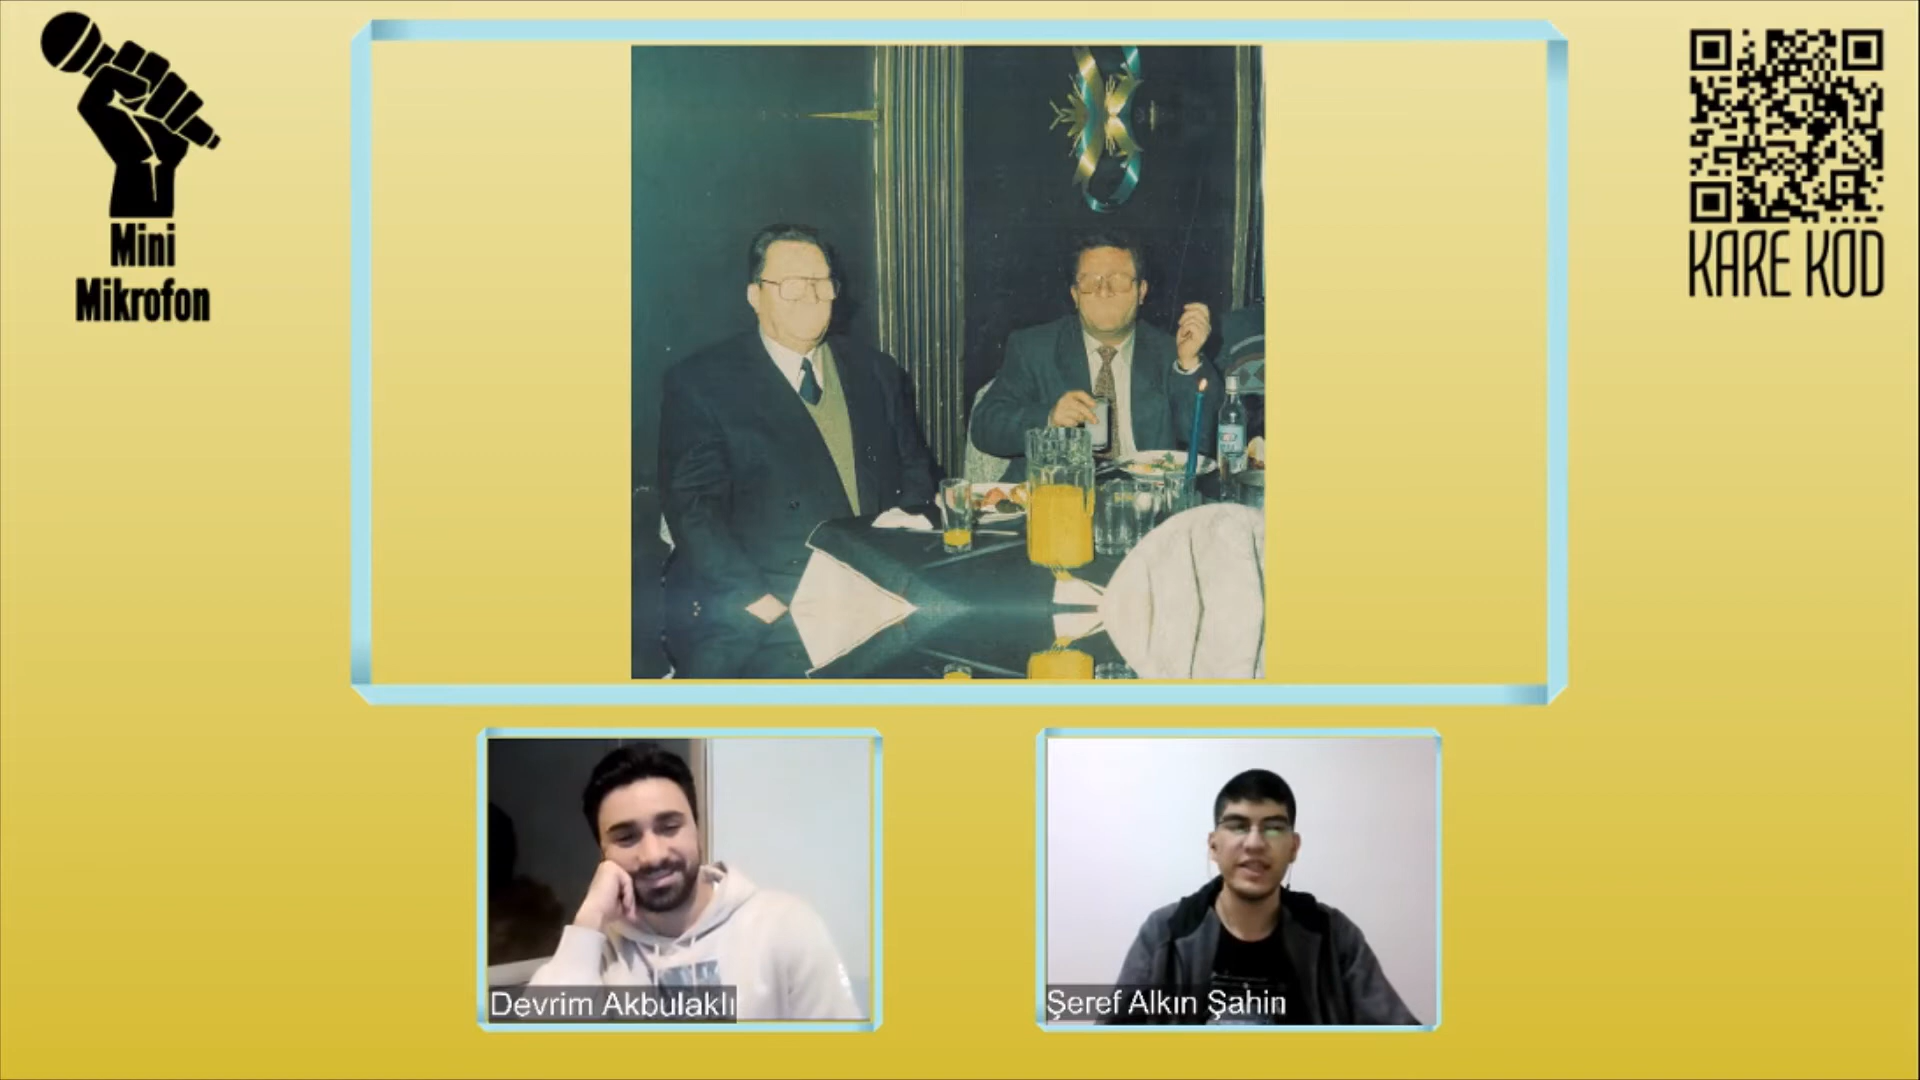 Mini
Mikrofon
KARE KOD
Devrim Akbulaklı
Şeref Alkın Şahin